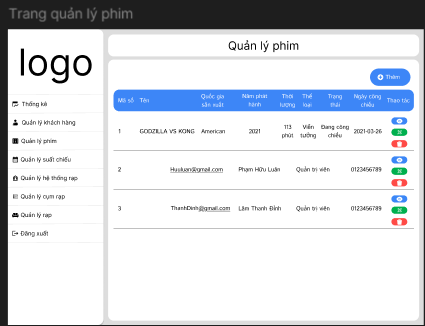 Trang quản lý phim
logo
Quản lý phim
Thêm
Mã số Tên Quốc gia sản xuất Năm phát hành Thời lượng Thể loại Trạng thái Ngày công chiếu Thao tác
1 GODZILLA VS KONG American 2021 113 phút Viễn tưởng Đang công chiếu 2021-03-26
2 Huuluan@gmail.com Phạm Hữu Luân Quản trị viên 0123456789
3 ThanhDinh@gmail.com Lâm Thanh Đỉnh Quản trị viên 0123456789
Thống kê
Quản lý khách hàng
Quản lý phim
Quản lý suất chiếu
Quản lý hệ thống rạp
Quản lý cụm rạp
Quản lý rạp
Đăng xuất